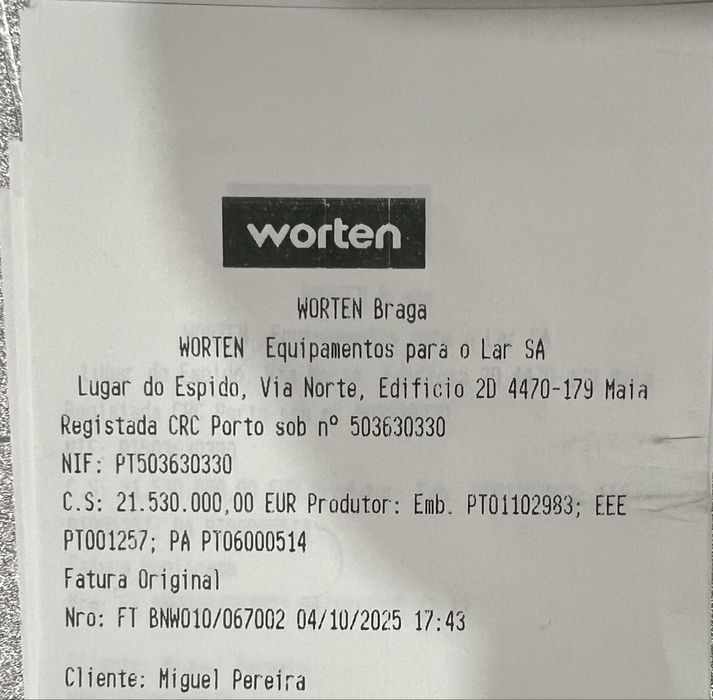 worten
WORTEN Braga
WORTEN Equipamentos para o Lar SA
Lugar do Espido, Via Norte, Edificio 2D 4470-179 Maia
Registada CRC Porto sob nº 503630330
NIF: PT503630330
C.S: 21.530.000,00 EUR Produtor: Emb. PT01102983; EEE
PT001257; PA PT06000514
Fatura Original
Nro: FT BNW010/067002 04/10/2025 17:43
Cliente: Miguel Pereira